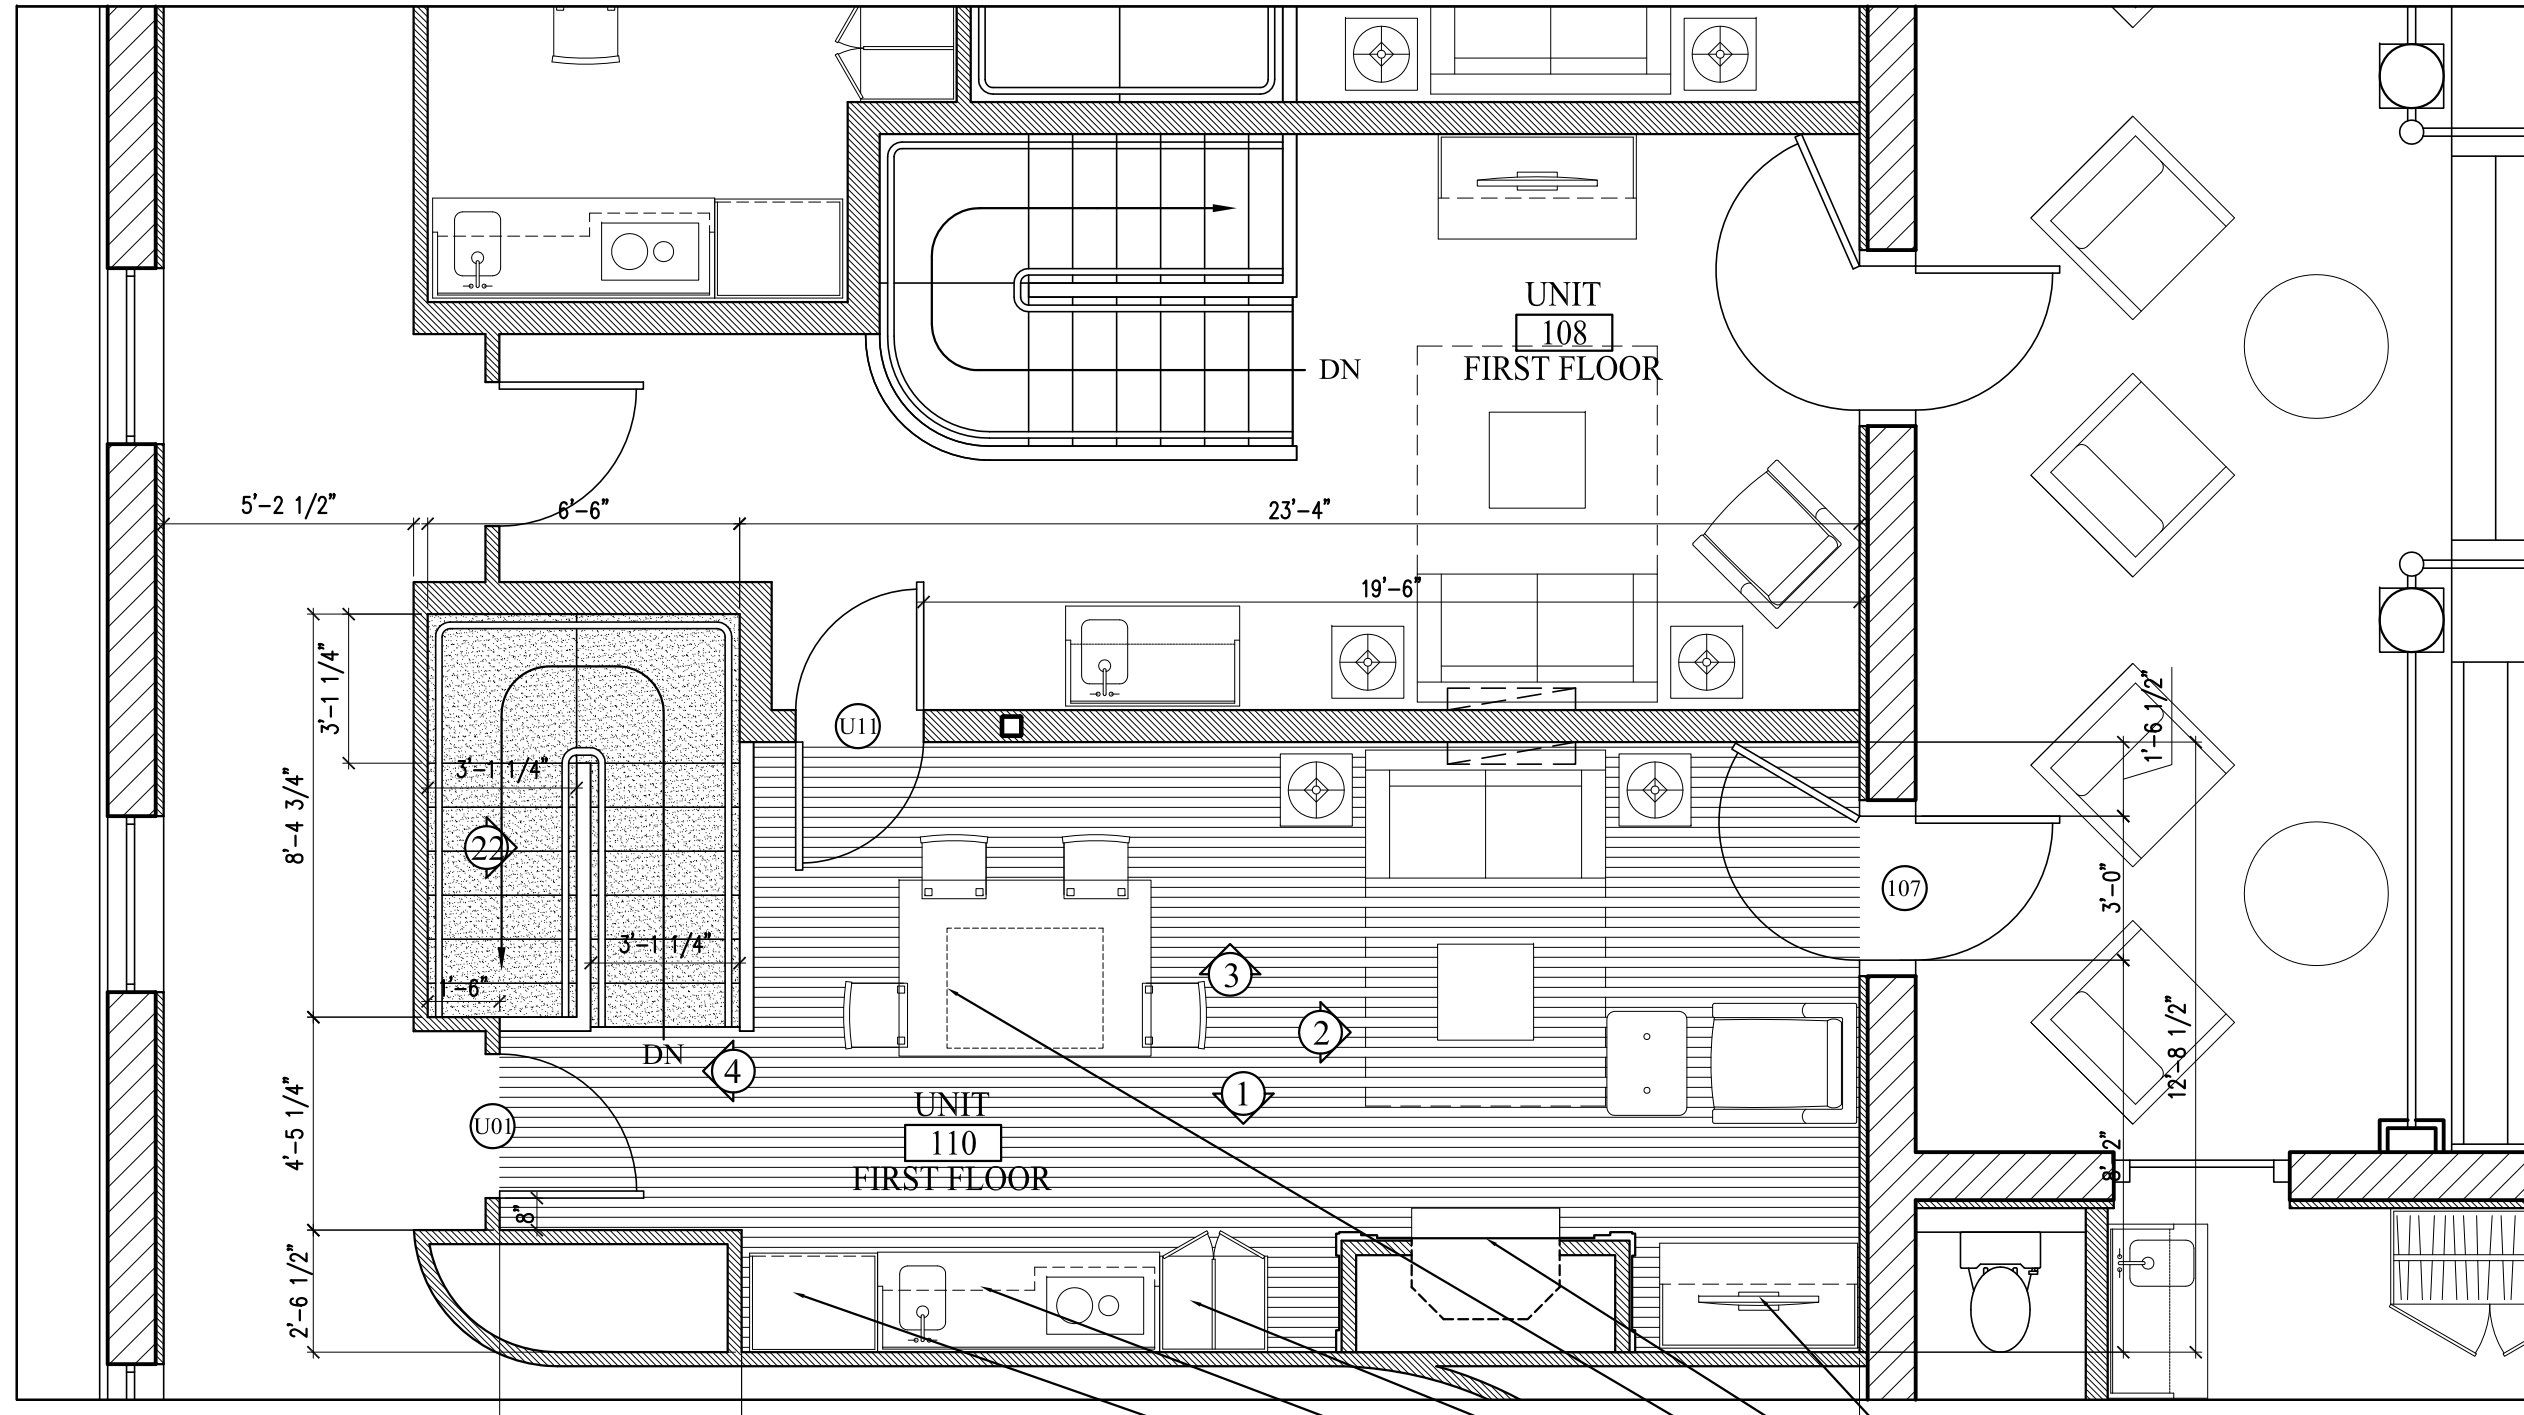 UNIT
108
FIRST FLOOR
DN
5'-2 1/2"
6'-6"
23'-4"
19'-6"
3'-1 1/4"
1'-6 1/2"
U11
3'-1 1/4"
8'-4 3/4"
22
107
3'-0"
3'-1 1/4"
3
1'-6"
2
12'-8 1/2"
DN
4
1
UNIT
110
FIRST FLOOR
U01
4'-5 1/4"
8"
2'-6 1/2"